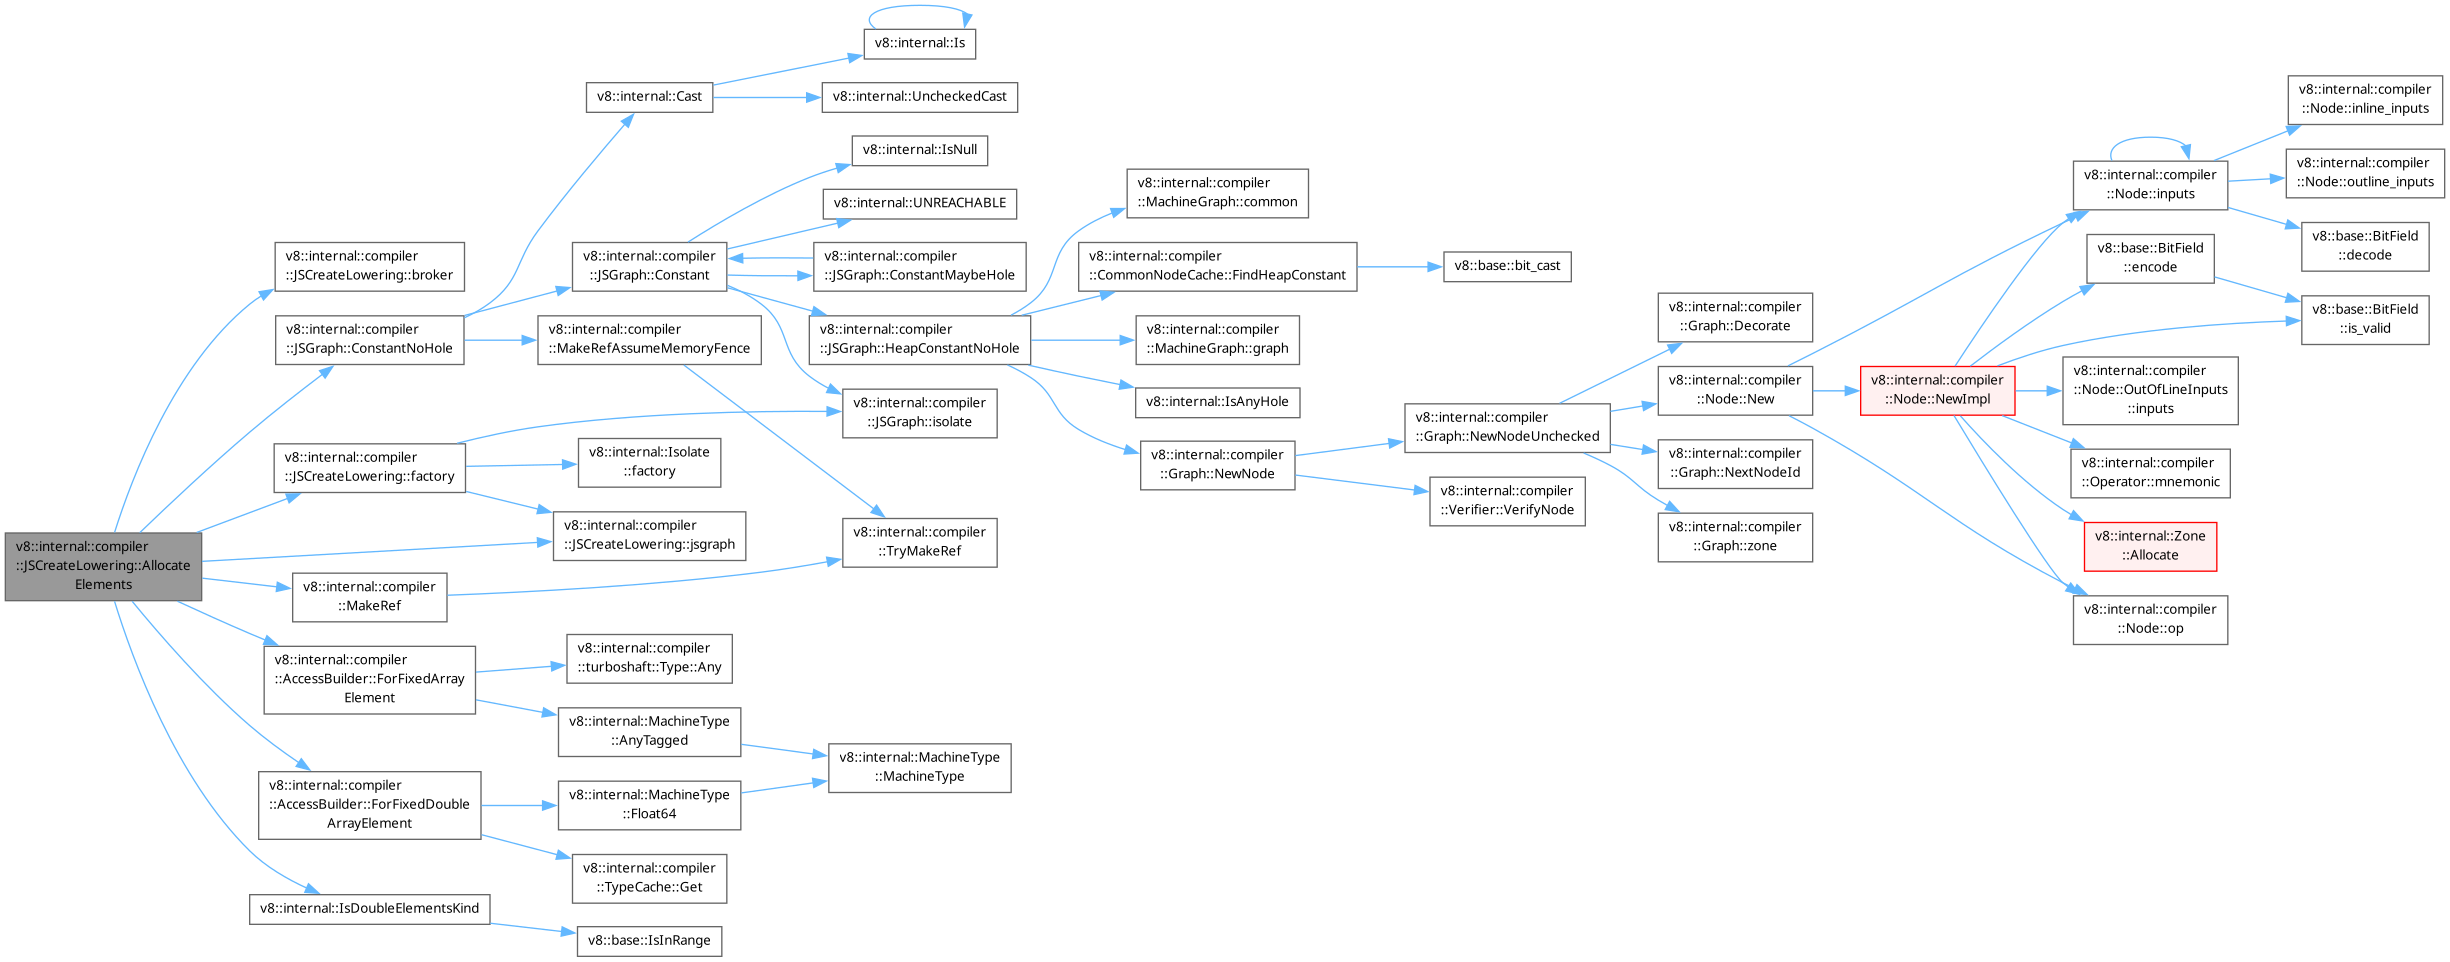 v8::internal::Is
v8::internal::Cast
v8::internal::UncheckedCast
v8::internal::IsNull
v8::internal::UNREACHABLE
v8::internal::compiler
::JSCreateLowering::broker
v8::internal::compiler
::JSGraph::Constant
v8::internal::compiler
::JSGraph::ConstantMaybeHole
v8::internal::compiler
::JSGraph::ConstantNoHole
v8::internal::compiler
::MakeRefAssumeMemoryFence
v8::internal::compiler
::JSGraph::HeapConstantNoHole
v8::internal::compiler
::JSGraph::isolate
v8::internal::compiler
::JSCreateLowering::factory
v8::internal::Isolate
::factory
v8::internal::compiler
::JSCreateLowering::jsgraph
v8::internal::compiler
::TryMakeRef
v8::internal::compiler
::JSCreateLowering::Allocate
Elements
v8::internal::compiler
::MakeRef
v8::internal::compiler
::AccessBuilder::ForFixedArray
Element
v8::internal::compiler
::turboshaft::Type::Any
v8::internal::MachineType
::AnyTagged
v8::internal::MachineType
::MachineType
v8::internal::compiler
::AccessBuilder::ForFixedDouble
ArrayElement
v8::internal::MachineType
::Float64
v8::internal::compiler
::TypeCache::Get
v8::internal::IsDoubleElementsKind
v8::base::IsInRange
v8::internal::compiler
::MachineGraph::common
v8::internal::compiler
::CommonNodeCache::FindHeapConstant
v8::base::bit_cast
v8::internal::compiler
::MachineGraph::graph
v8::internal::IsAnyHole
v8::internal::compiler
::Graph::NewNode
v8::internal::compiler
::Graph::NewNodeUnchecked
v8::internal::compiler
::Verifier::VerifyNode
v8::internal::compiler
::Graph::Decorate
v8::internal::compiler
::Node::New
v8::internal::compiler
::Graph::NextNodeId
v8::internal::compiler
::Graph::zone
v8::internal::compiler
::Node::NewImpl
v8::internal::compiler
::Node::inputs
v8::base::BitField
::encode
v8::internal::compiler
::Node::OutOfLineInputs
::inputs
v8::internal::compiler
::Operator::mnemonic
v8::internal::Zone
::Allocate
v8::internal::compiler
::Node::op
v8::internal::compiler
::Node::inline_inputs
v8::internal::compiler
::Node::outline_inputs
v8::base::BitField
::decode
v8::base::BitField
::is_valid